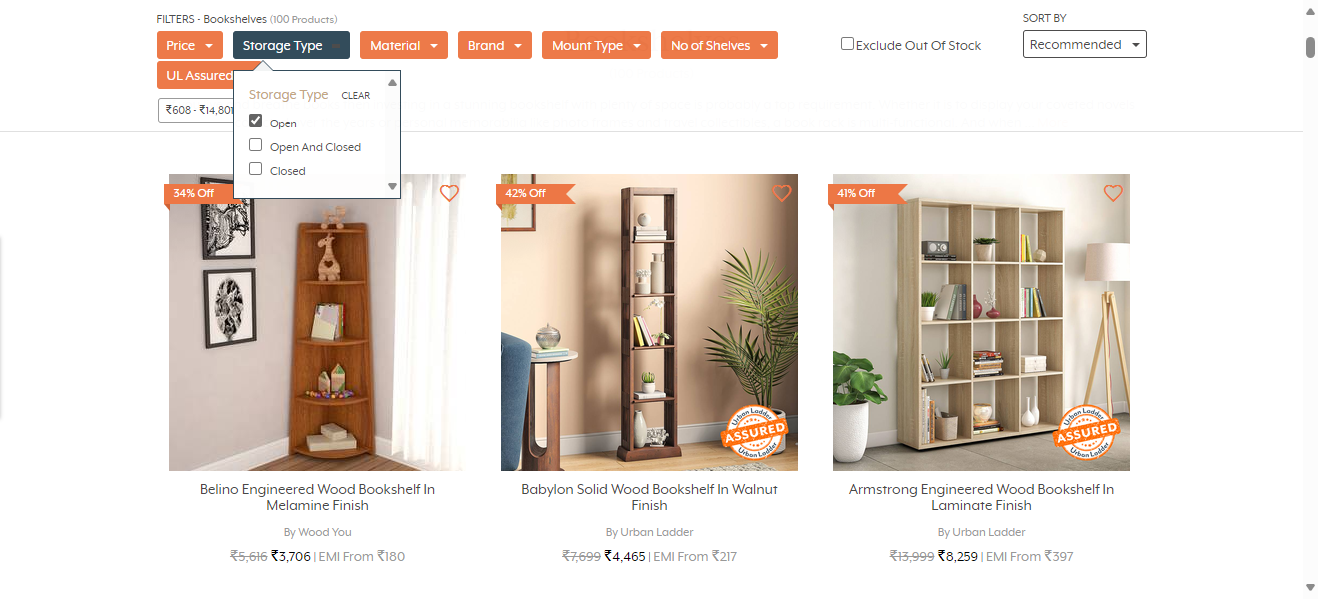 FILTERS - Bookshelves (100 Products)
SORT BY
Price
Storage Type
Material
Brand
Mount Type
No of Shelves
Exclude Out Of Stock
Recommended
UL Assured
₹608 - ₹14,801
Storage Type CLEAR
Open
Open And Closed
Closed
34% Off
42% Off
41% Off
Urban Ladder
ASSURED
Urban Ladder
Urban Ladder
ASSURED
Urban Ladder
Belino Engineered Wood Bookshelf In
Melamine Finish
By Wood You
₹5,616 ₹3,706 | EMI From ₹180
Babylon Solid Wood Bookshelf In Walnut
Finish
By Urban Ladder
₹7,699 ₹4,465 | EMI From ₹217
Armstrong Engineered Wood Bookshelf In
Laminate Finish
By Urban Ladder
₹13,999 ₹8,259 | EMI From ₹397